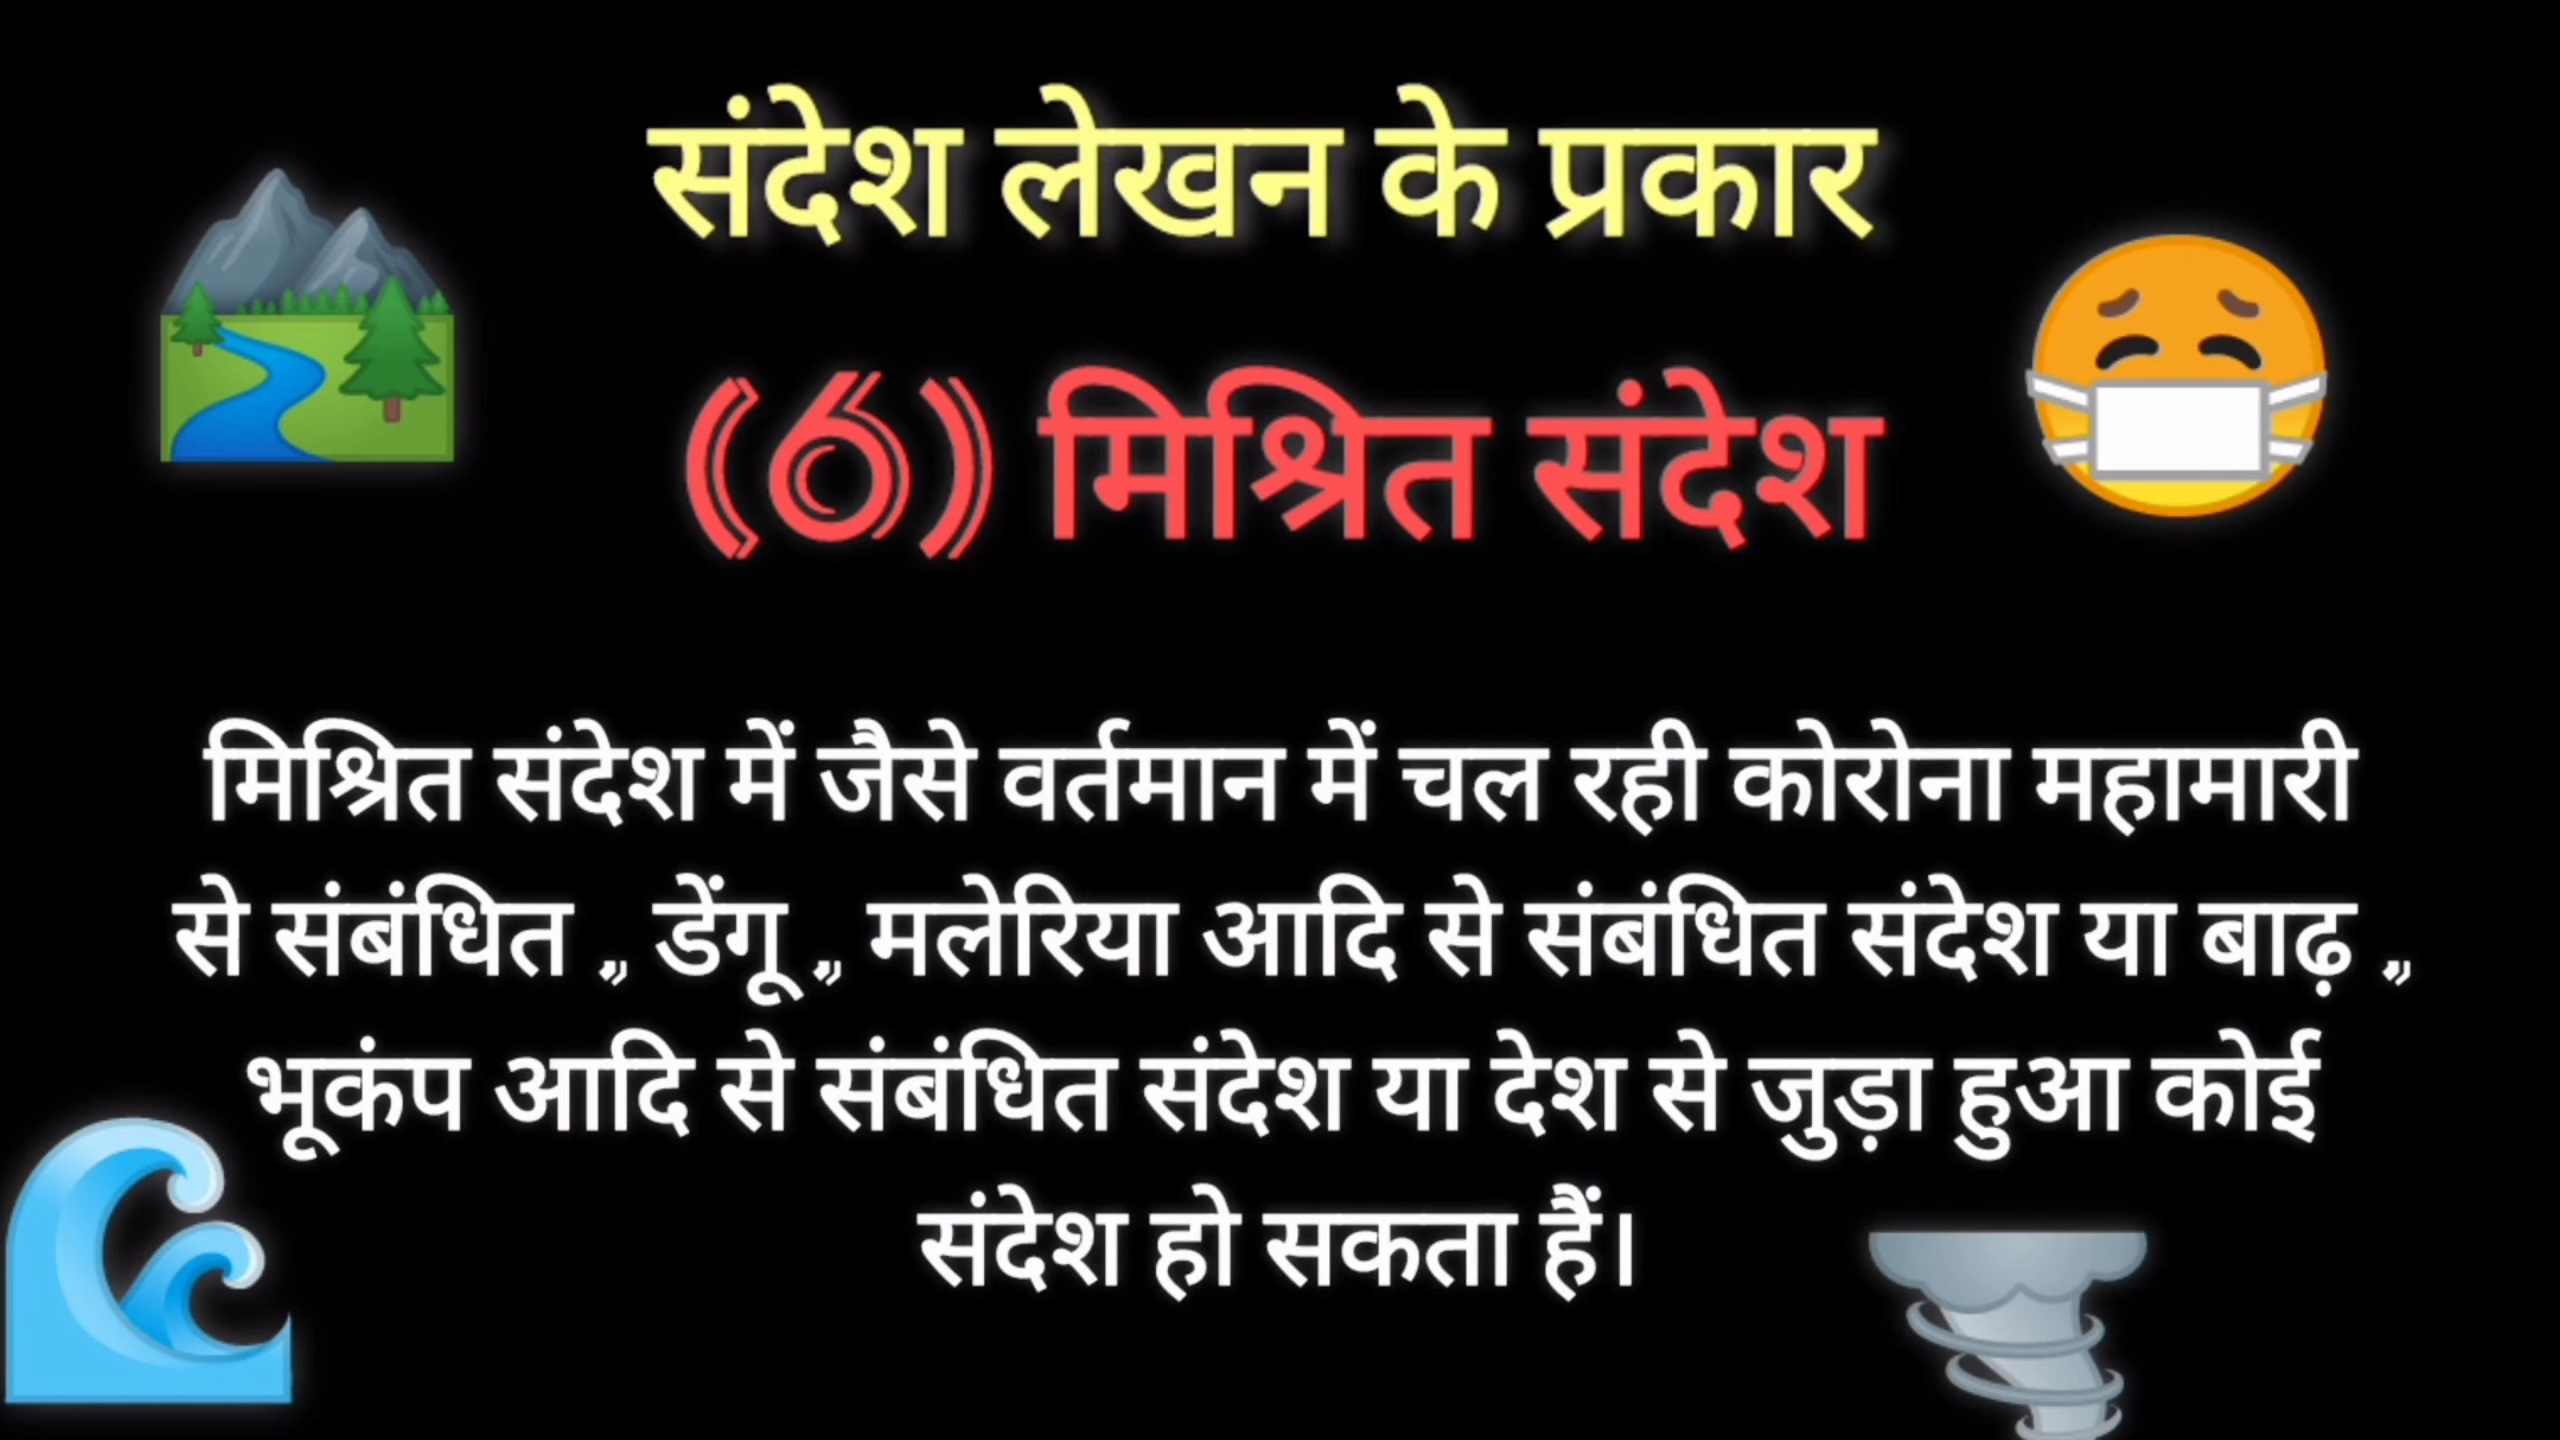 संदेश लेखन के प्रकार
(6) मिश्रित संदेश
मिश्रित संदेश में जैसे वर्तमान में चल रही कोरोना महामारी
से संबंधित ,, डेंगू ,, मलेरिया आदि से संबंधित संदेश या बाढ़ ,,
भूकंप आदि से संबंधित संदेश या देश से जुड़ा हुआ कोई
संदेश हो सकता हैं।